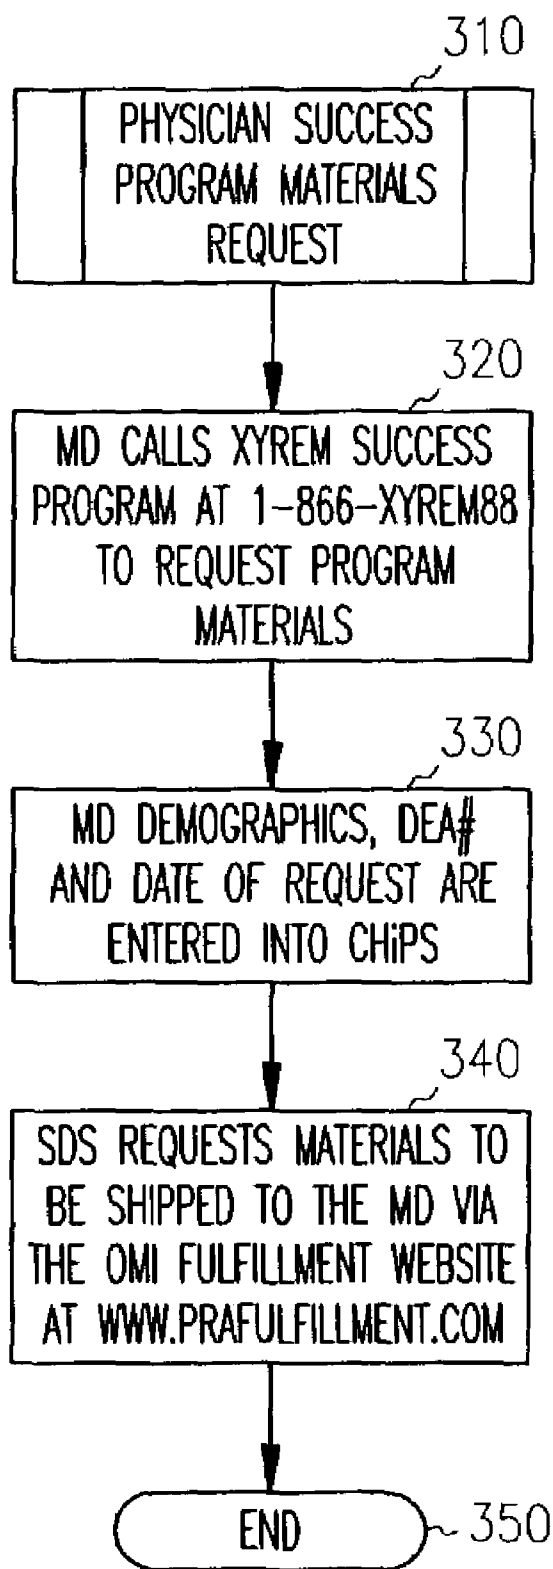 310
PHYSICIAN SUCCESS
PROGRAM MATERIALS
REQUEST
320
MD CALLS XYREM SUCCESS
PROGRAM AT 1-866-XYREM88
TO REQUEST PROGRAM
MATERIALS
330
MD DEMOGRAPHICS, DEA#
AND DATE OF REQUEST ARE
ENTERED INTO CHiPS
340
SDS REQUESTS MATERIALS TO
BE SHIPPED TO THE MD VIA
THE OMI FULFILLMENT WEBSITE
AT WWW.PRAFULFILLMENT.COM
END
350